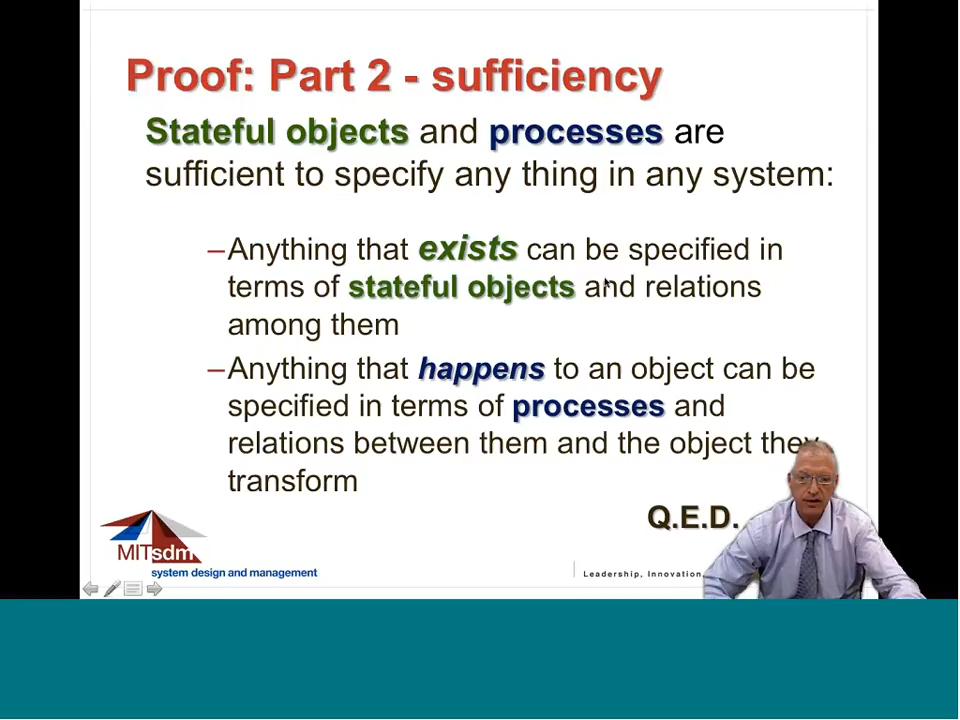 Proof: Part 2 - sufficiency
Stateful objects and processes are
sufficient to specify any thing in any system:
–Anything that exists can be specified in
terms of stateful objects and relations
among them
–Anything that happens to an object can be
specified in terms of processes and
relations between them and the object they
transform
Q.E.D.
MITsdm
system design and management
Leadership, Innovation,